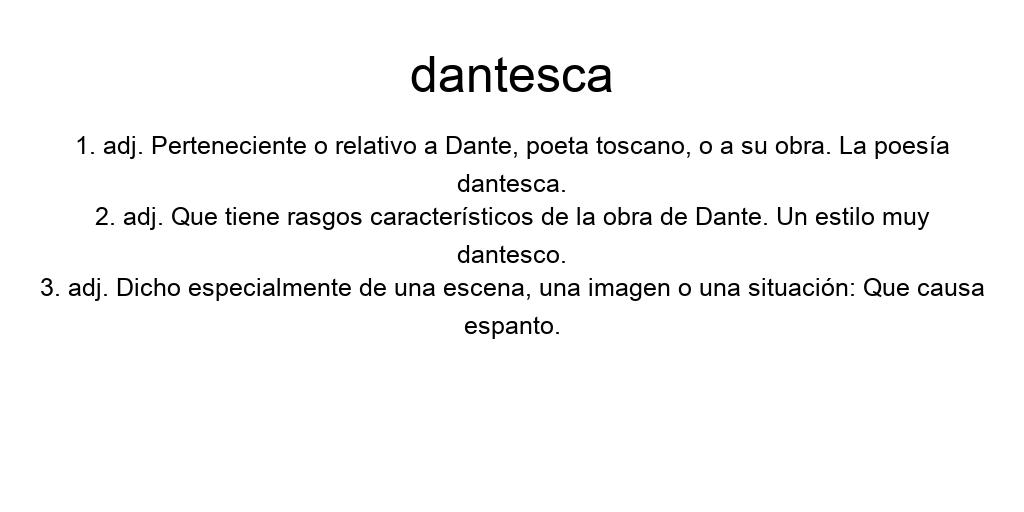 dantesca
1. adj. Perteneciente o relativo a Dante, poeta toscano, o a su obra. La poesía
dantesca.
2. adj. Que tiene rasgos característicos de la obra de Dante. Un estilo muy
dantesco.
3. adj. Dicho especialmente de una escena, una imagen o una situación: Que causa
espanto.